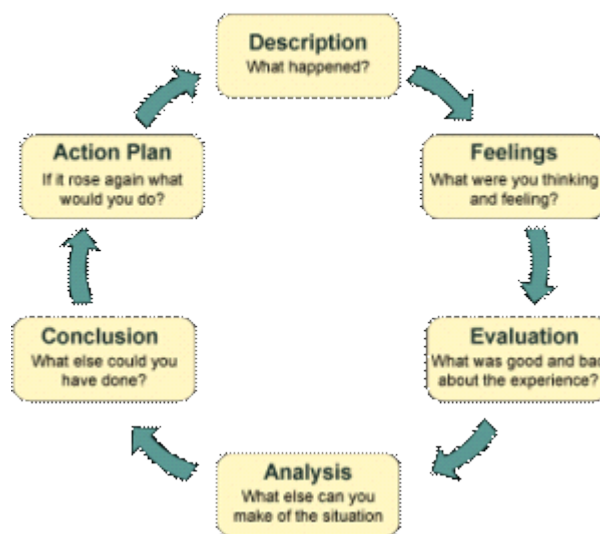 Description
What happened?
Feelings
What were you thinking
and feeling?
Evaluation
What was good and bad
about the experience?
Analysis
What else can you
make of the situation
Conclusion
What else could you
have done?
Action Plan
If it rose again what
would you do?